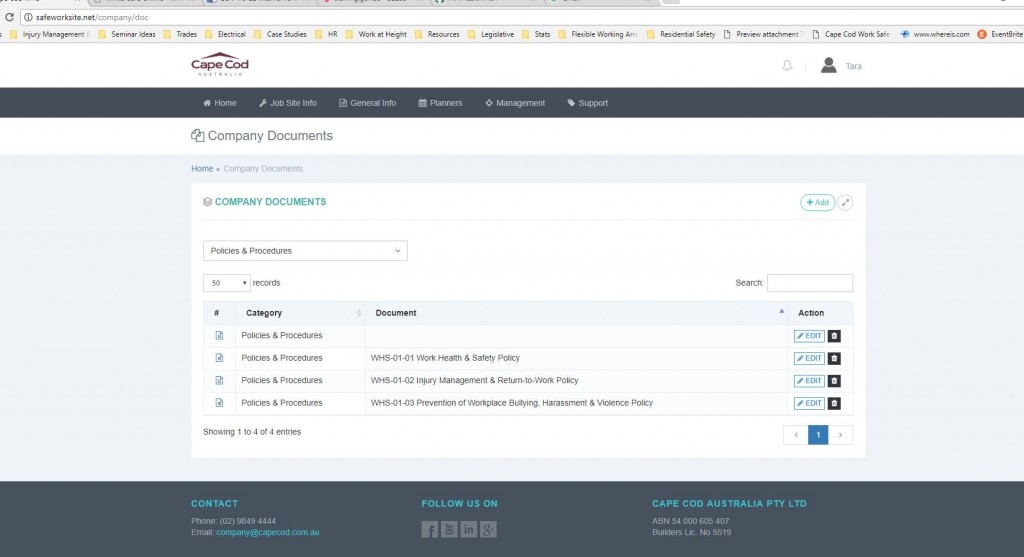 safeworksite.net/company/doc
Injury Management & Seminar Ideas Trades Electrical Case Studies HR Work at Height Resources Legislative Stats Flexible Working Arra Residential Safety Preview attachment Cape Cod Work Safe www.whereis.com EventBrite
Cape Cod
AUSTRALIA
Tara
Home Job Site Info General Info Planners Management Support
Company Documents
Home Company Documents
COMPANY DOCUMENTS
+ Add
Policies & Procedures
50 records
Search:
# Category Document Action
Policies & Procedures EDIT
Policies & Procedures WHS-01-01 Work Health & Safety Policy EDIT
Policies & Procedures WHS-01-02 Injury Management & Return-to-Work Policy EDIT
Policies & Procedures WHS-01-03 Prevention of Workplace Bullying, Harassment & Violence Policy EDIT
Showing 1 to 4 of 4 entries
< 1 >
CONTACT FOLLOW US ON CAPE COD AUSTRALIA PTY LTD
Phone: (02) 9849 4444 ABN 54 000 605 407
Email: company@capecod.com.au Builders Lic. No 5519